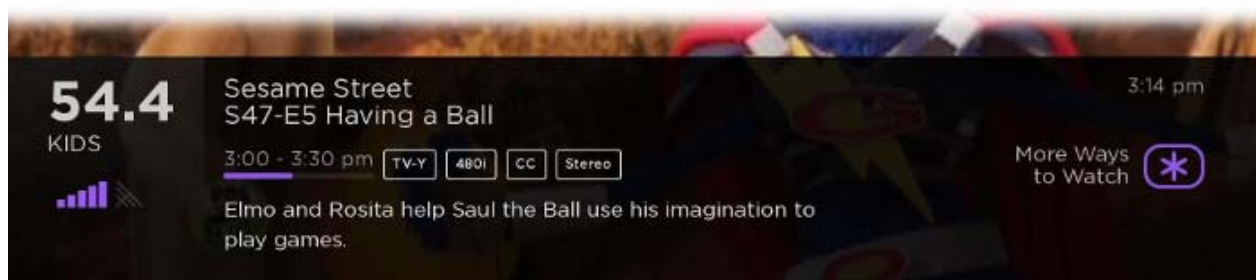 54.4
KIDS
Sesame Street
S47-E5 Having a Ball
3:00 - 3:30 pm TV-Y 480i CC Stereo
Elmo and Rosita help Saul the Ball use his imagination to
play games.
3:14 pm
More Ways
to Watch